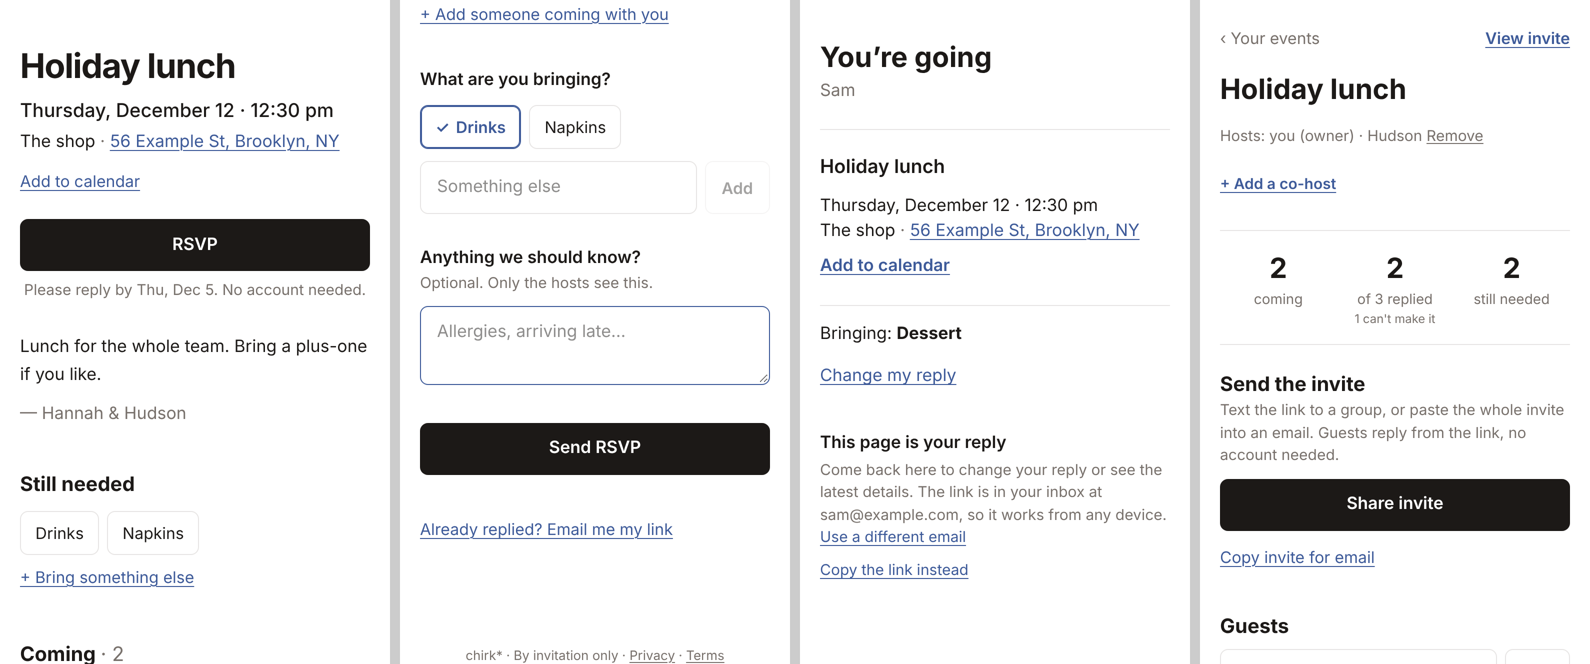 Holiday lunch
Thursday, December 12 · 12:30 pm
The shop · 56 Example St, Brooklyn, NY
Add to calendar
RSVP
Please reply by Thu, Dec 5. No account needed.
Lunch for the whole team. Bring a plus-one
if you like.
— Hannah & Hudson
Still needed
Drinks
Napkins
+ Bring something else
Coming · 2
+ Add someone coming with you
What are you bringing?
✓ Drinks
Napkins
Something else
Add
Anything we should know?
Optional. Only the hosts see this.
Allergies, arriving late...
Send RSVP
Already replied? Email me my link
chirk* · By invitation only · Privacy · Terms
You’re going
Sam
Holiday lunch
Thursday, December 12 · 12:30 pm
The shop · 56 Example St, Brooklyn, NY
Add to calendar
Bringing: Dessert
Change my reply
This page is your reply
Come back here to change your reply or see the
latest details. The link is in your inbox at
sam@example.com, so it works from any device.
Use a different email
Copy the link instead
‹ Your events
View invite
Holiday lunch
Hosts: you (owner) · Hudson Remove
+ Add a co-host
2
coming
2
of 3 replied
1 can't make it
2
still needed
Send the invite
Text the link to a group, or paste the whole invite
into an email. Guests reply from the link, no
account needed.
Share invite
Copy invite for email
Guests